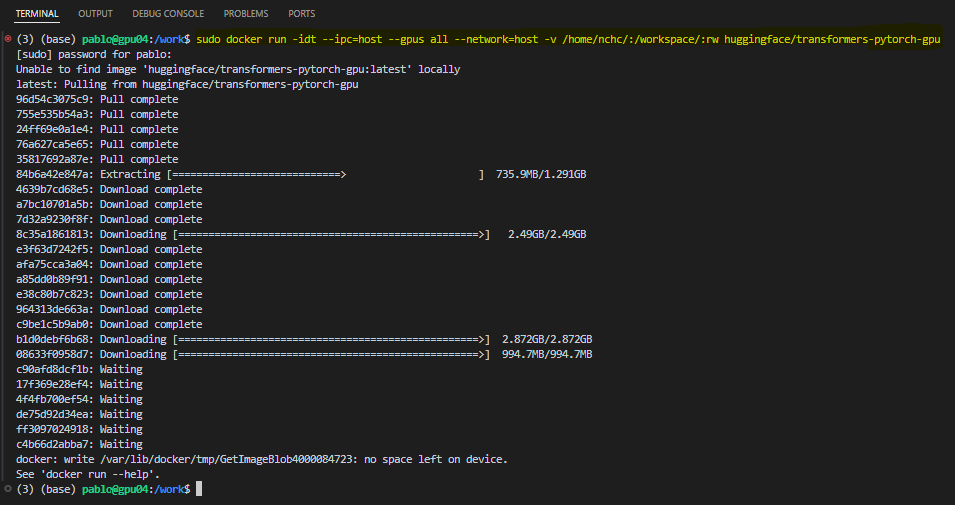 TERMINAL OUTPUT DEBUG CONSOLE PROBLEMS PORTS
(3) (base) pablo@gpu04:/work$ sudo docker run -idt --ipc=host --gpus all --network=host -v /home/nchc/:/workspace/:rw huggingface/transformers-pytorch-gpu
[sudo] password for pablo:
Unable to find image 'huggingface/transformers-pytorch-gpu:latest' locally
latest: Pulling from huggingface/transformers-pytorch-gpu
96d54c3075c9: Pull complete
755e535b54a3: Pull complete
24ff69e0a1e4: Pull complete
76a627ca5e65: Pull complete
35817692a87e: Pull complete
84b6a42e847a: Extracting [============================>                      ]  735.9MB/1.291GB
4639b7cd68e5: Download complete
a7bc10701a5b: Download complete
7d32a9230f8f: Download complete
8c35a1861813: Downloading [==================================================>]   2.49GB/2.49GB
e3f63d7242f5: Download complete
afa75cca3a04: Download complete
a85dd0b89f91: Download complete
e38c80b7c823: Download complete
964313de663a: Download complete
c9be1c5b9ab0: Download complete
b1d0debf6b68: Downloading [==================================================>]  2.872GB/2.872GB
08633f0958d7: Downloading [==================================================>]  994.7MB/994.7MB
c90afd8dcf1b: Waiting
17f369e28ef4: Waiting
4f4fb700ef54: Waiting
de75d92d34ea: Waiting
ff3097024918: Waiting
c4b66d2abba7: Waiting
docker: write /var/lib/docker/tmp/GetImageBlob4000084723: no space left on device.
See 'docker run --help'.
(3) (base) pablo@gpu04:/work$